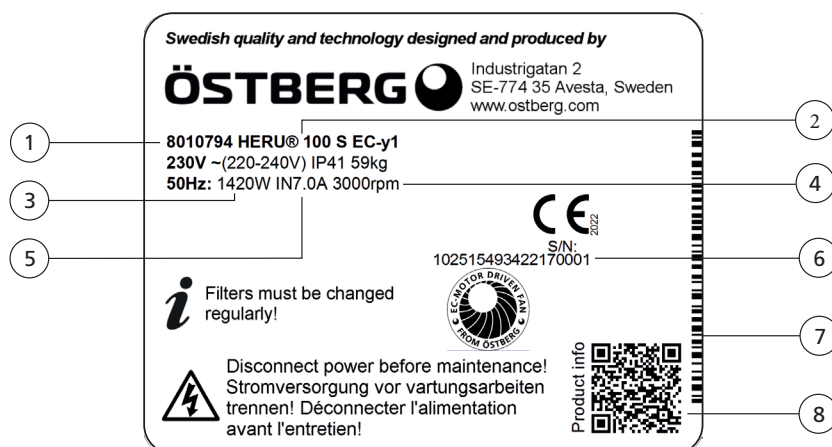 Swedish quality and technology designed and produced by
ÖSTBERG
Industrigatan 2
SE-774 35 Avesta, Sweden
www.ostberg.com
1
8010794 HERU® 100 S EC-y1
2
230V ~(220-240V) IP41 59kg
3
50Hz: 1420W IN7.0A 3000rpm
4
CE
2022
5
S/N:
102515493422170001
6
Filters must be changed
regularly!
EC-MOTOR DRIVEN FAN
FROM ÖSTBERG
7
Disconnect power before maintenance!
Stromversorgung vor vartungsarbeiten
trennen! Déconnecter l'alimentation
avant l'entretien!
Product info
8